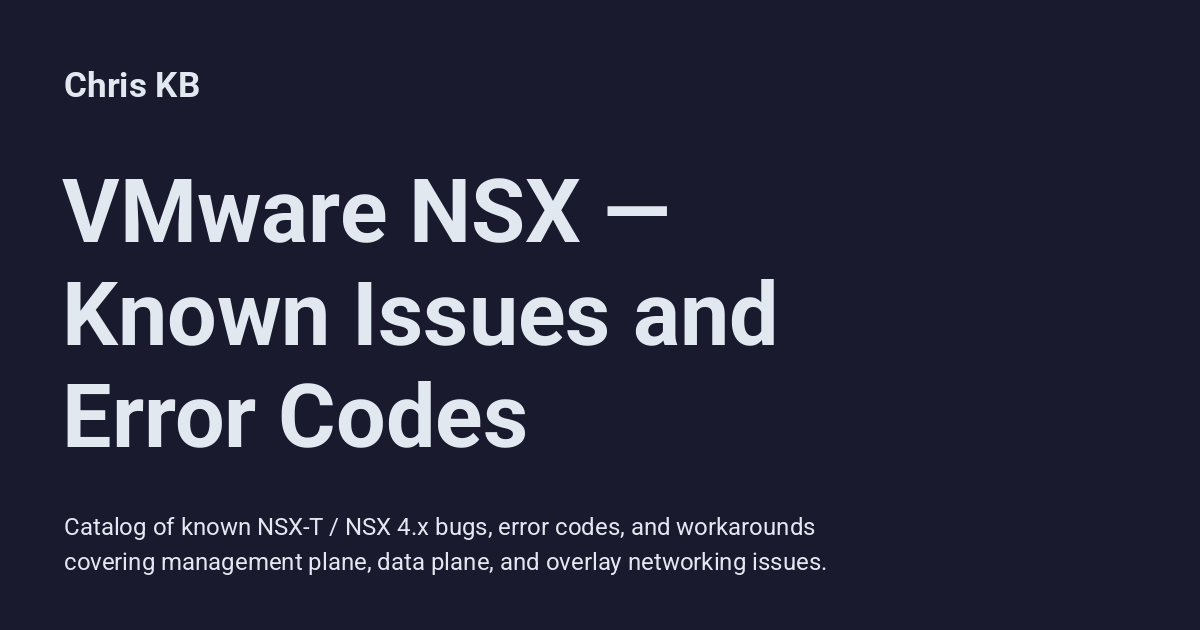 Chris KB
VMware NSX —
Known Issues and
Error Codes
Catalog of known NSX-T / NSX 4.x bugs, error codes, and workarounds
covering management plane, data plane, and overlay networking issues.